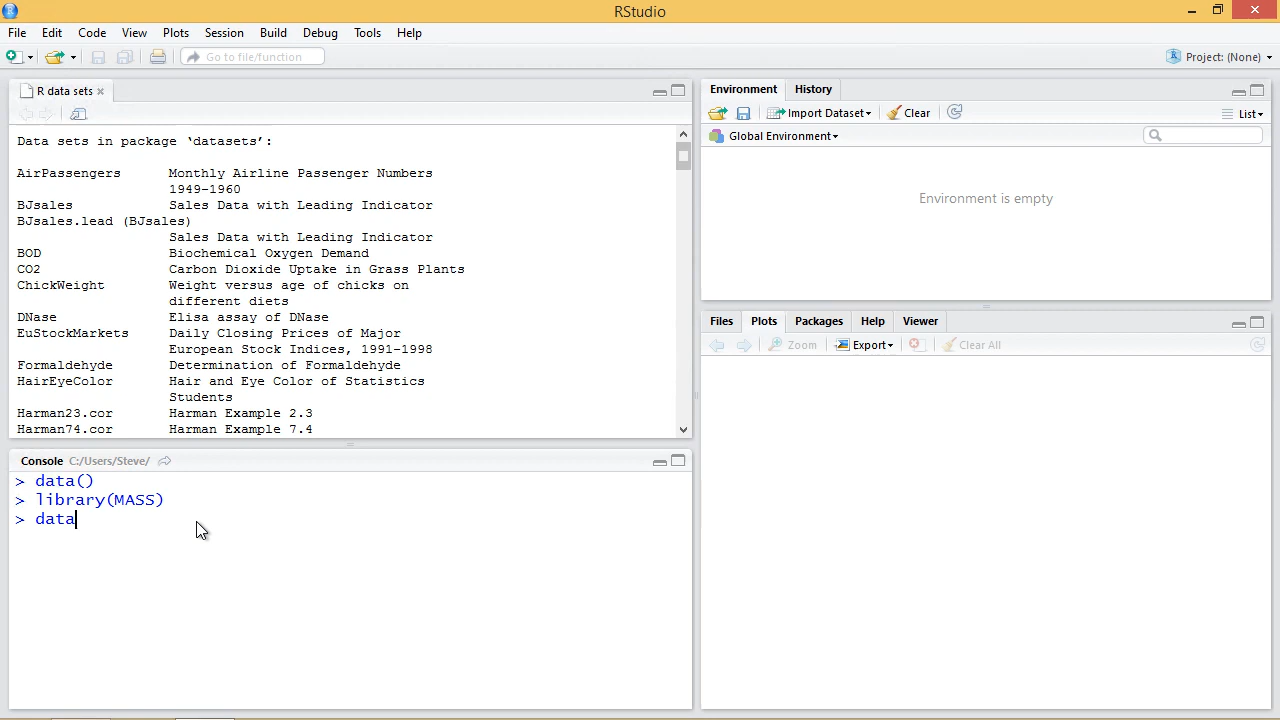 RStudio
File Edit Code View Plots Session Build Debug Tools Help
Go to file/function
Project: (None)
R data sets
Data sets in package ‘datasets’:
AirPassengers Monthly Airline Passenger Numbers
1949-1960
BJsales Sales Data with Leading Indicator
BJsales.lead (BJsales)
Sales Data with Leading Indicator
BOD Biochemical Oxygen Demand
CO2 Carbon Dioxide Uptake in Grass Plants
ChickWeight Weight versus age of chicks on
different diets
DNase Elisa assay of DNase
EuStockMarkets Daily Closing Prices of Major
European Stock Indices, 1991-1998
Formaldehyde Determination of Formaldehyde
HairEyeColor Hair and Eye Color of Statistics
Students
Harman23.cor Harman Example 2.3
Harman74.cor Harman Example 7.4
Console C:/Users/Steve/
> data()
> library(MASS)
> data
Environment History
Import Dataset Clear List
Global Environment
Environment is empty
Files Plots Packages Help Viewer
Zoom Export Clear All